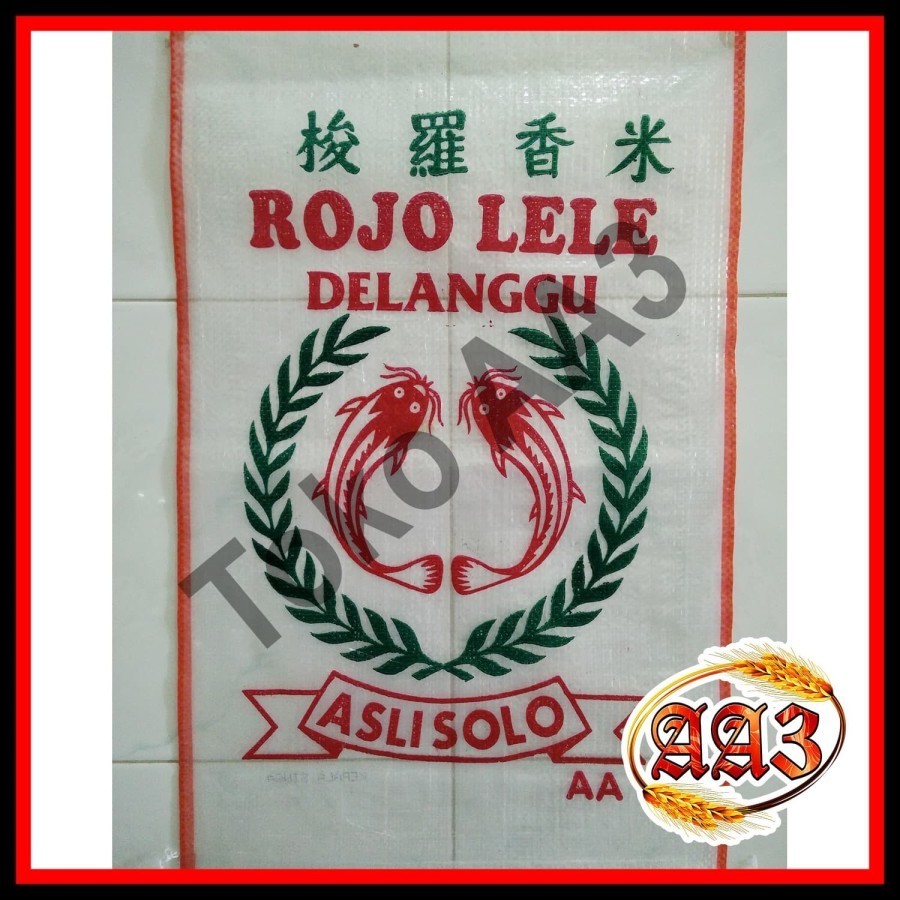 梭羅香米
ROJO LELE
DELANGGU
Toko AA3
ASLI SOLO
AA
AA3